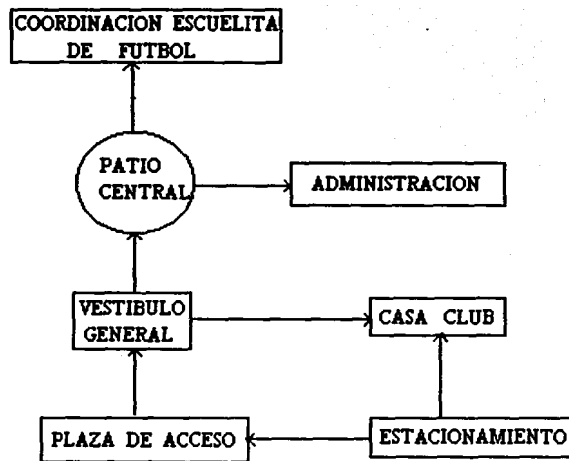 COORDINACION ESCUELITA
DE FUTBOL
PATIO
CENTRAL
ADMINISTRACION
VESTIBULO
GENERAL
CASA CLUB
PLAZA DE ACCESO
ESTACIONAMIENTO